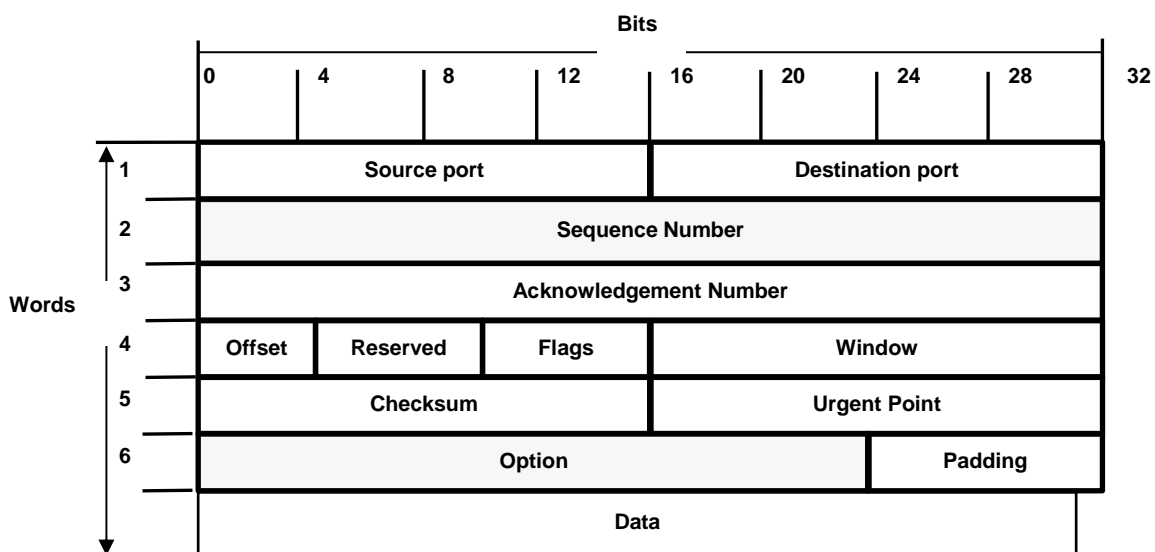 Bits
0 4 8 12 16 20 24 28 32
1 Source port Destination port
2 Sequence Number
3 Acknowledgement Number
Words
4 Offset Reserved Flags Window
5 Checksum Urgent Point
6 Option Padding
Data